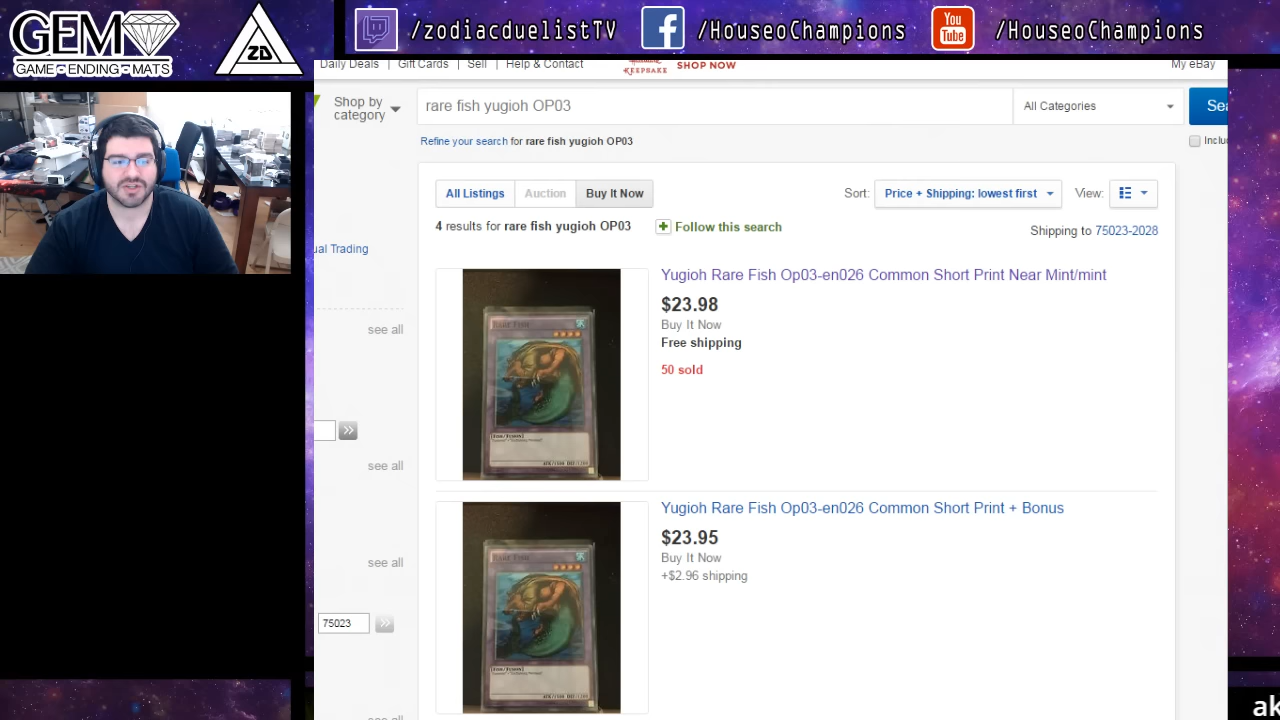 GEM
GAME-ENDING-MATS
ZD
/zodiacduelistTV
/HouseoChampions
You Tube
/HouseoChampions
Daily Deals | Gift Cards | Sell | Help & Contact
KEEPSAKE SHOP NOW
My eBay
Shop by category
rare fish yugioh OP03
All Categories
Sea
Refine your search for rare fish yugioh OP03
Inclu
All Listings
Auction
Buy It Now
Sort: Price + Shipping: lowest first
View:
4 results for rare fish yugioh OP03
Follow this search
Shipping to 75023-2028
ual Trading
Yugioh Rare Fish Op03-en026 Common Short Print Near Mint/mint
$23.98
Buy It Now
Free shipping
50 sold
see all
see all
Yugioh Rare Fish Op03-en026 Common Short Print + Bonus
$23.95
Buy It Now
+$2.96 shipping
see all
75023
ak